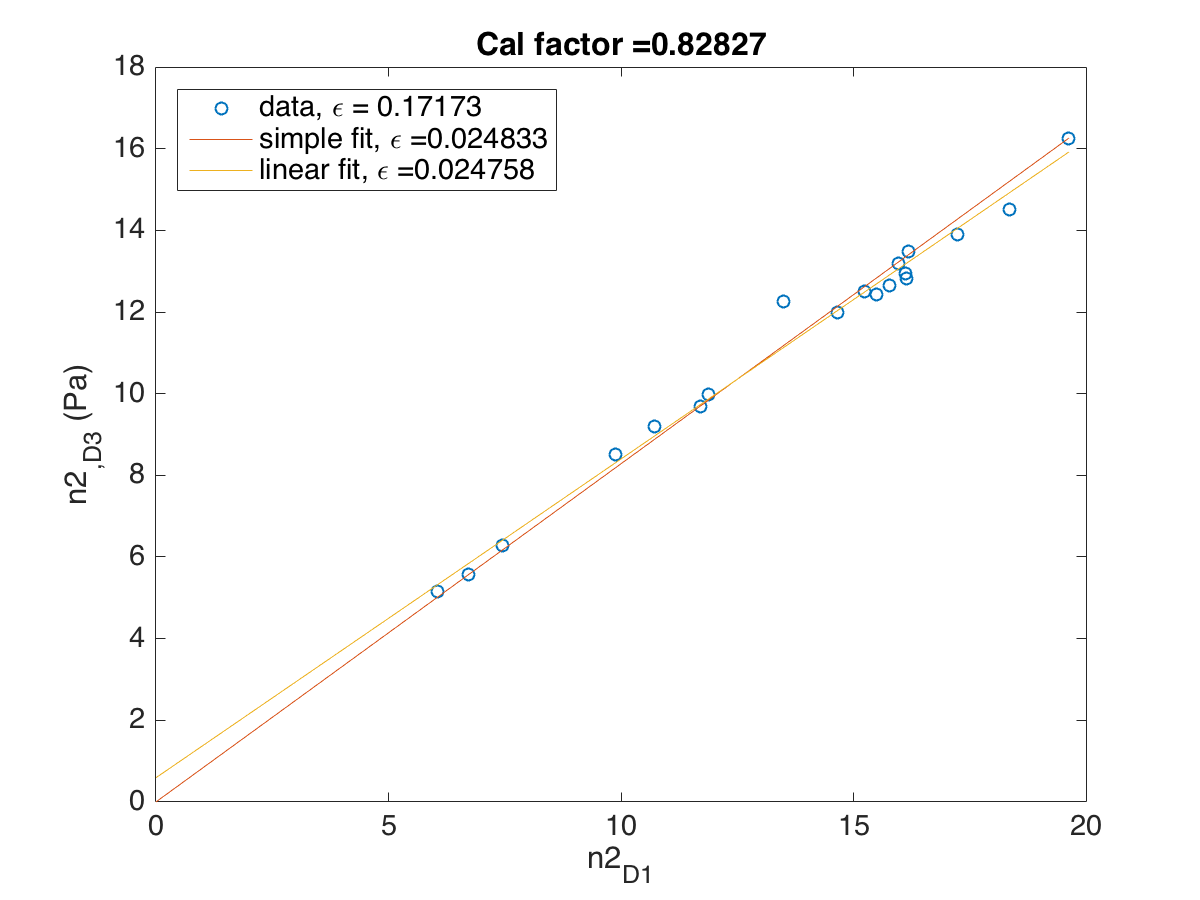 Cal factor =0.82827
data, ϵ = 0.17173
simple fit, ϵ =0.024833
linear fit, ϵ =0.024758
18
16
14
12
10
8
6
4
2
0
n2,D3 (Pa)
0 5 10 15 20
n2D1